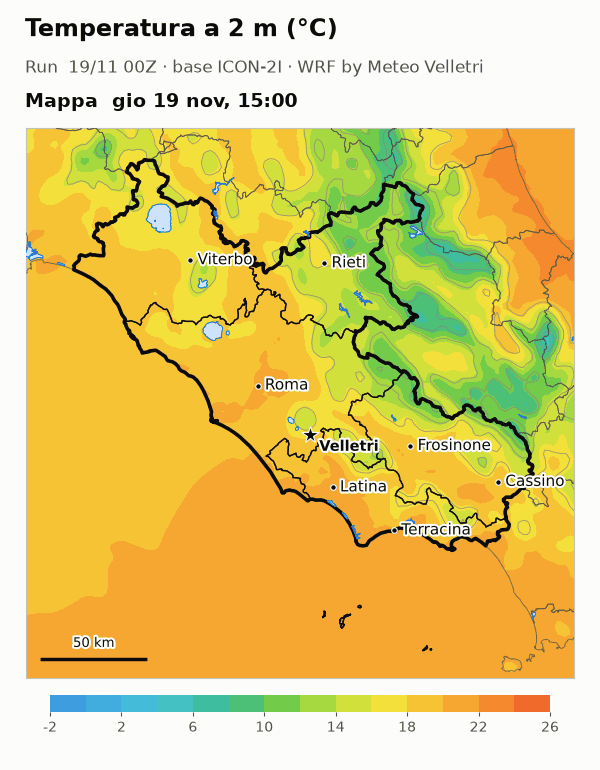 Temperatura a 2 m (°C)
Run  19/11 00Z · base ICON-2I · WRF by Meteo Velletri
Mappa  gio 19 nov, 15:00
Viterbo
Rieti
Roma
Velletri
Frosinone
Latina
Cassino
Terracina
50 km
-2 2 6 10 14 18 22 26